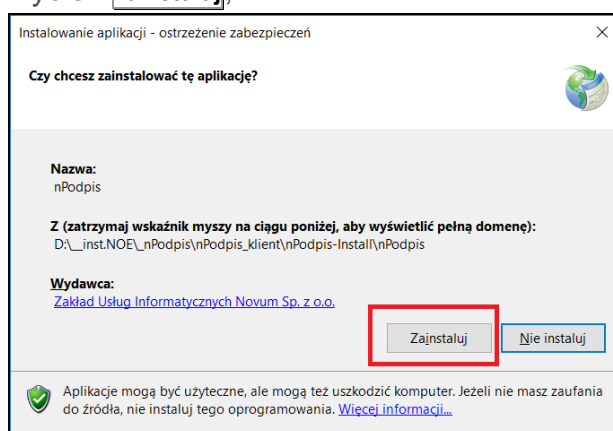 Instalowanie aplikacji - ostrzeżenie zabezpieczeń
Czy chcesz zainstalować tę aplikację?
Nazwa:
nPodpis
Z (zatrzymaj wskaźnik myszy na ciągu poniżej, aby wyświetlić pełną domenę):
D:\__inst.NOE\_nPodpis\nPodpis_klient\nPodpis-Install\nPodpis
Wydawca:
Zakład Usług Informatycznych Novum Sp. z o.o.
Zainstaluj
Nie instaluj
Aplikacje mogą być użyteczne, ale mogą też uszkodzić komputer. Jeżeli nie masz zaufania
do źródła, nie instaluj tego oprogramowania. Więcej informacji...